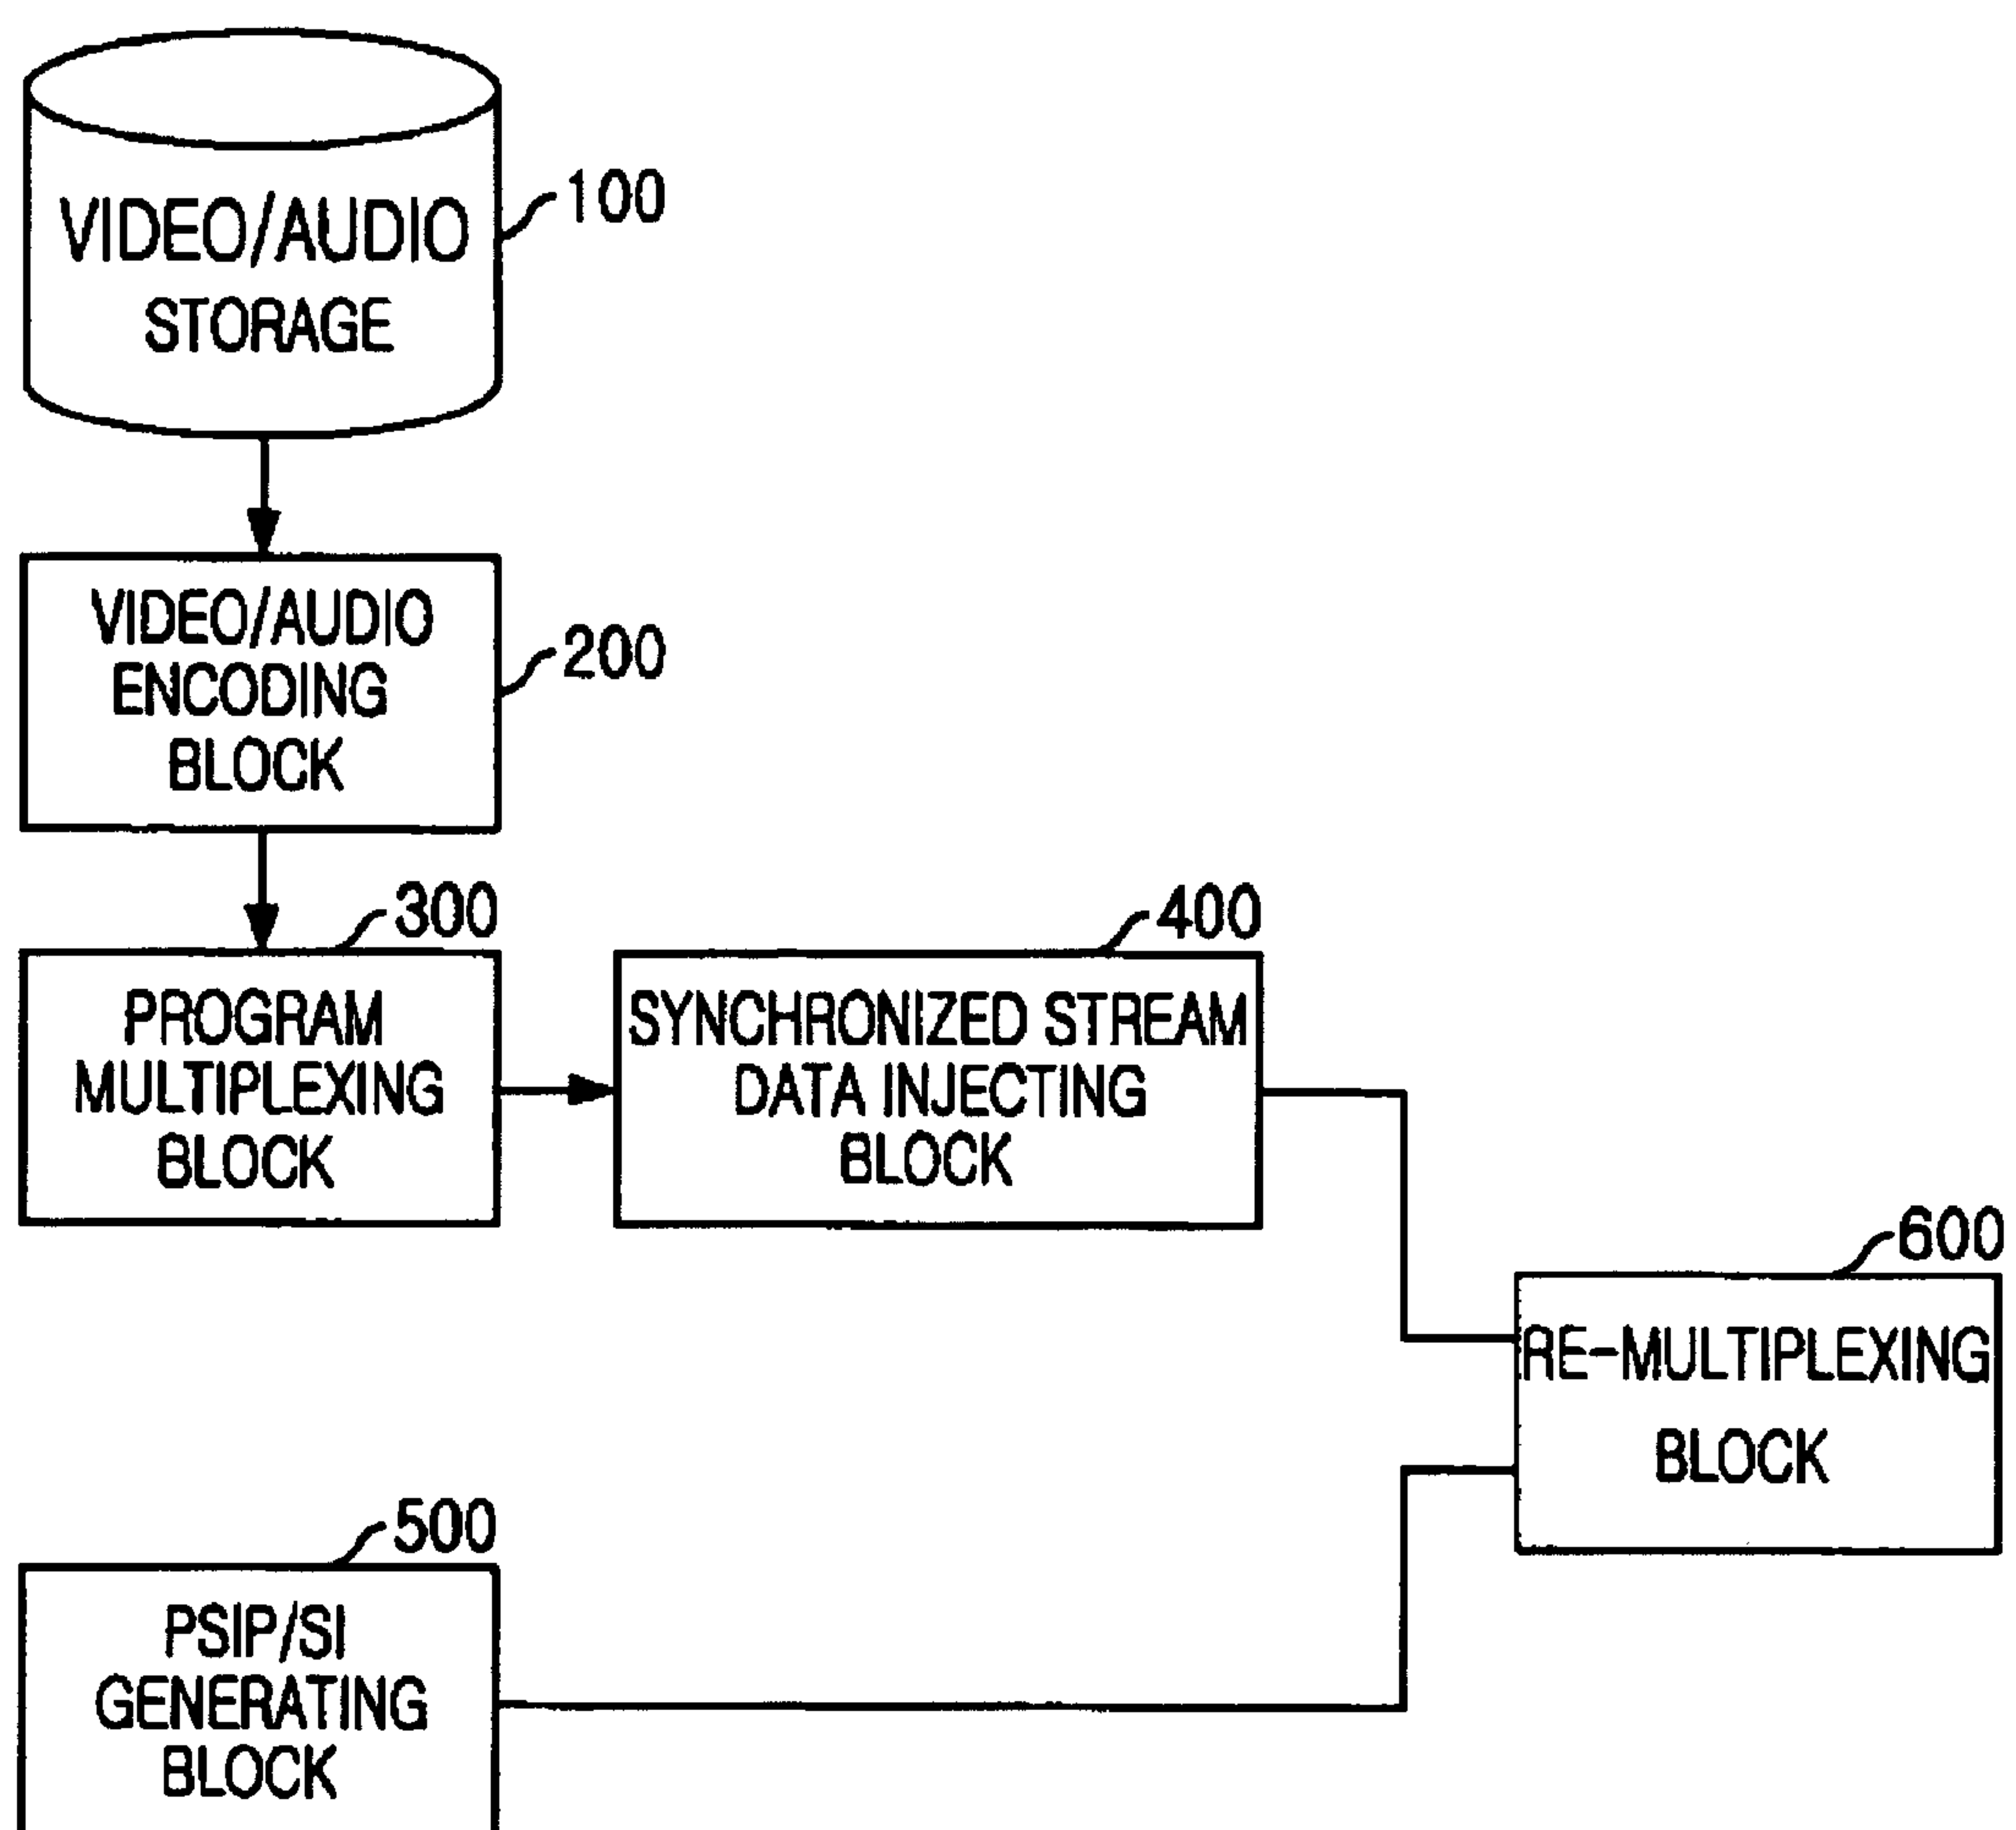 VIDEO/AUDIO
STORAGE
100
VIDEO/AUDIO
ENCODING
BLOCK
200
300
PROGRAM
MULTIPLEXING
BLOCK
400
SYNCHRONIZED STREAM
DATA INJECTING
BLOCK
600
RE-MULTIPLEXING
BLOCK
500
PSIP/SI
GENERATING
BLOCK